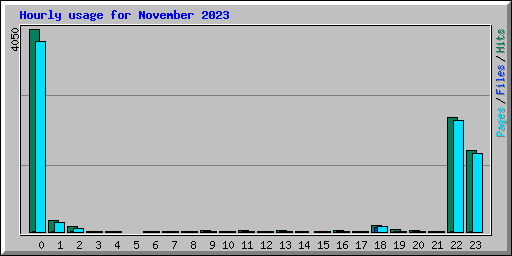 Hourly usage for November 2023
4050
Pages/Files/Hits
0 1 2 3 4 5 6 7 8 9 10 11 12 13 14 15 16 17 18 19 20 21 22 23